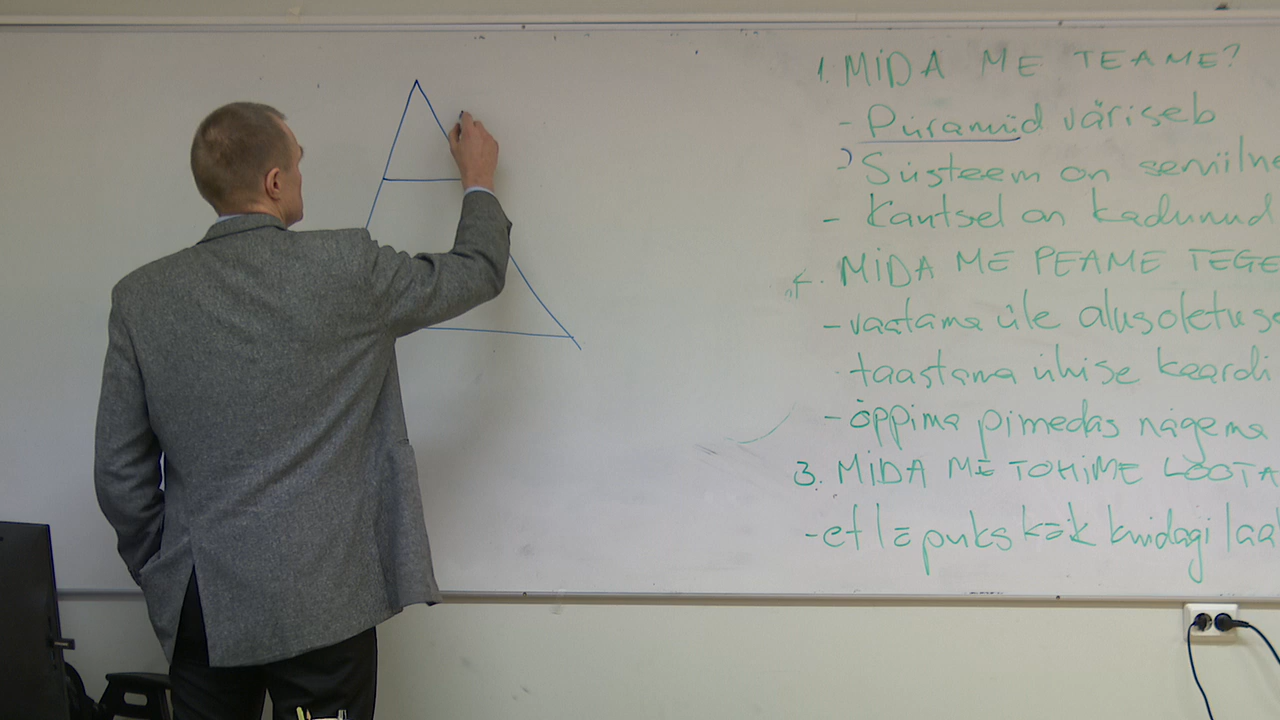 1. MIDA ME TEAME?
- Püramiid väriseb
- Süsteem on seniilne
- Kantsel on kadunud
MIDA ME PEAME TEGE
- vaatama üle alusoletuse
taastama ühise kaardi
- õppima pimedas nägema
3. MIDA ME TOHIME LOOTA
- et lõpuks kõik kuidagi laa